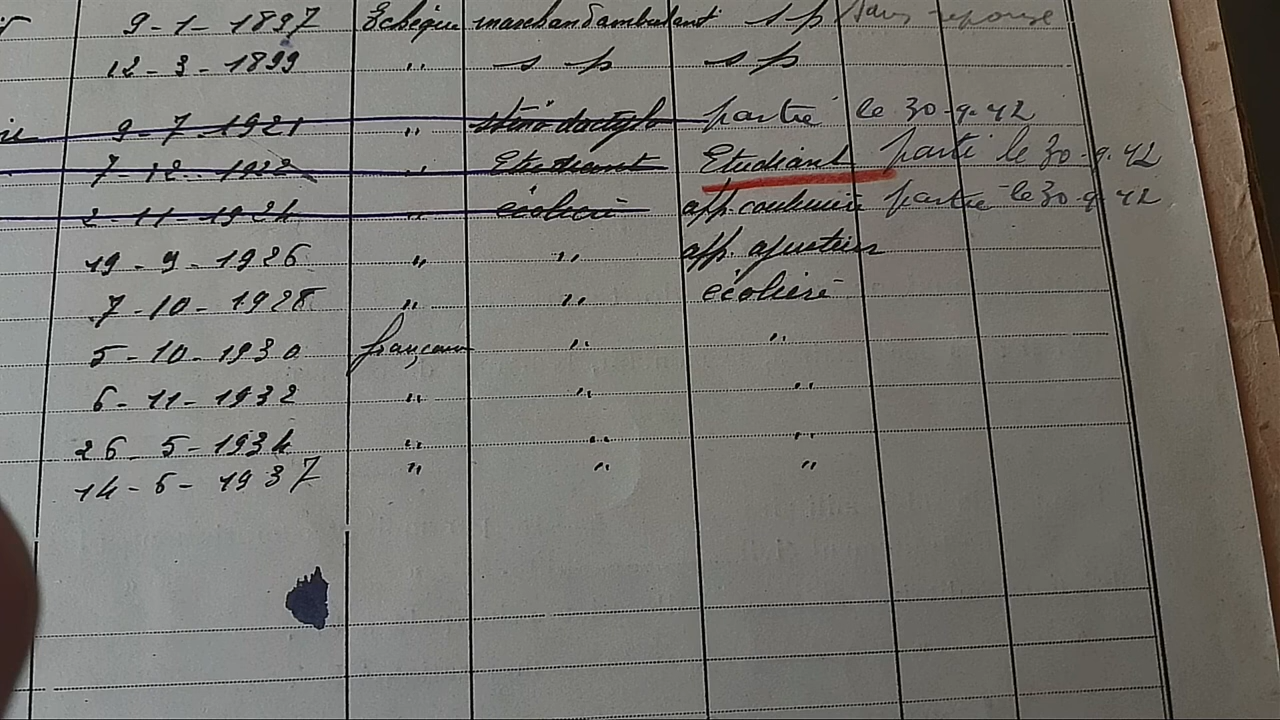 9-1-1897 Tchèque marchand ambulant s p Sans reponse
12-3-1899 " s p s p
9-7-1921 " sténo dactylo partie le 30-9-42
7-12-1922 " Etudiant Etudiant parti le 30-9-42
2-11-1924 " écolière app. couturière partie le 30-9-42
19-9-1926 " " app. ajusteur
7-10-1928 " " écolière
5-10-1930 française " "
6-11-1932 " " "
26 5-1934 " " "
14-6-1937 " " "